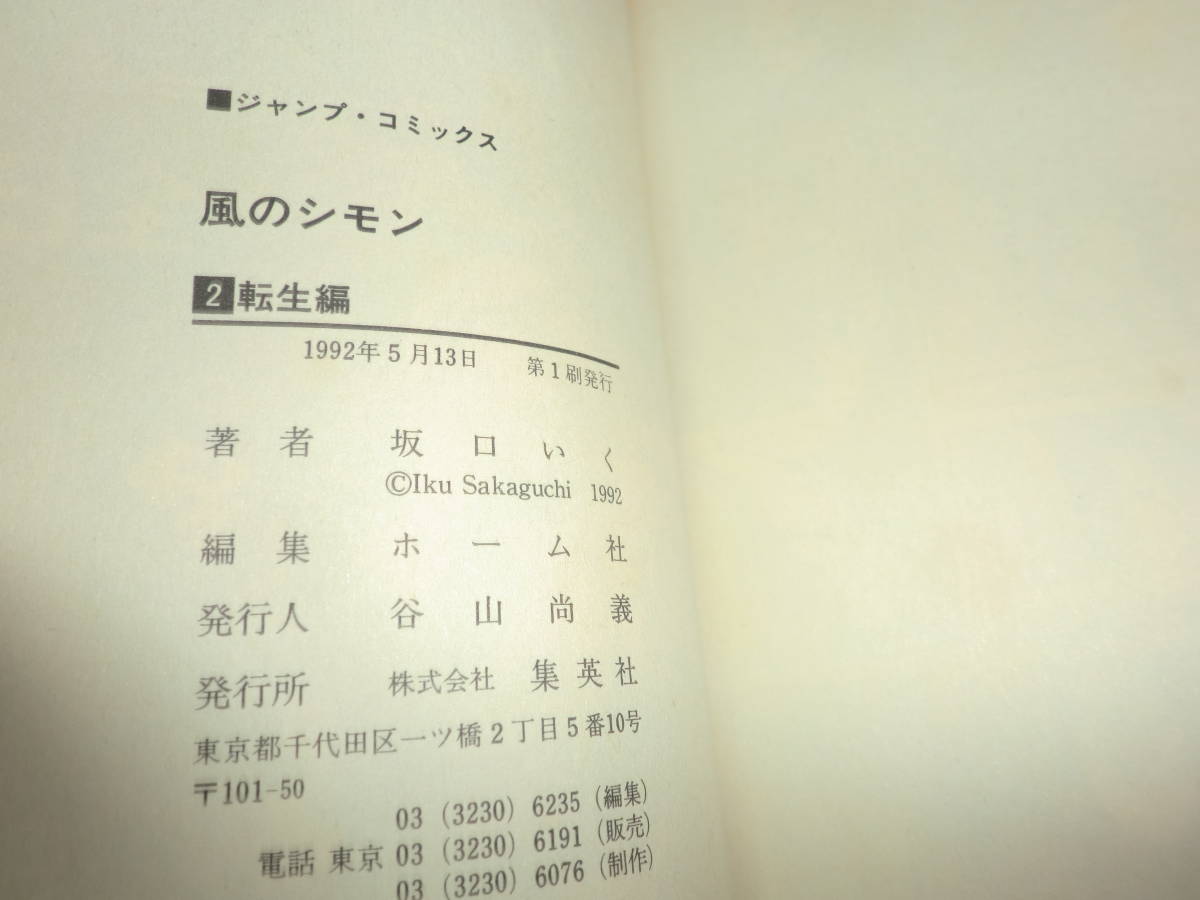 ■ジャンプ・コミックス
風のシモン
2転生編
1992年5月13日 第1刷発行
著者 坂口いく
©Iku Sakaguchi 1992
編集 ホーム社
発行人 谷山尚義
発行所 株式会社 集英社
東京都千代田区一ツ橋2丁目5番10号
〒101-50
03 (3230) 6235 (編集)
電話 東京 03 (3230) 6191 (販売)
03 (3230) 6076 (制作)